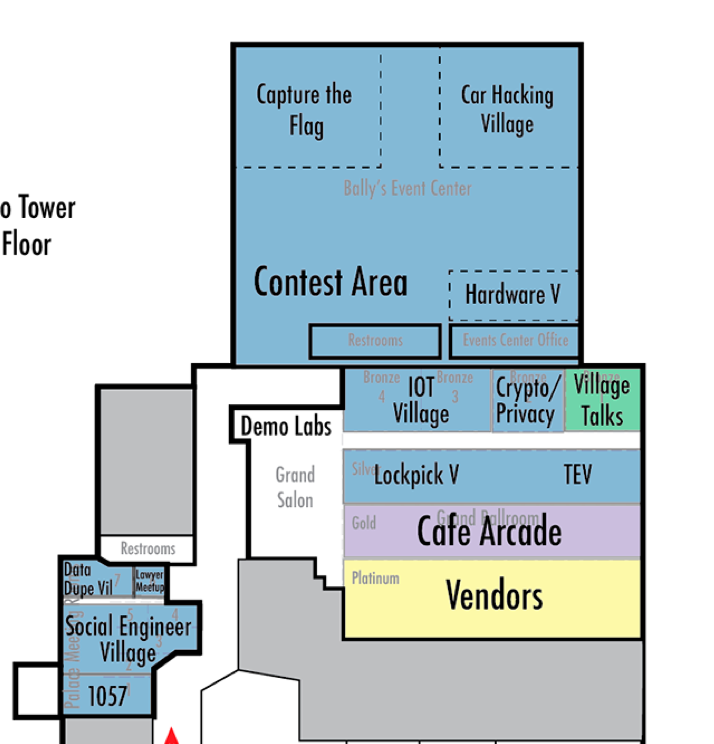 Capture the
Flag
Car Hacking
Village
Bally's Event Center
o Tower
Floor
Contest Area
Hardware V
Restrooms
Events Center Office
Bronze
4
Bronze
3
IOT
Village
Bronze
Crypto/
Privacy
Village
Talks
Demo Labs
Grand
Salon
Silver
Lockpick V
TEV
Gold
Grand Ballroom
Cafe Arcade
Platinum
Vendors
Restrooms
Data
Dupe Vil
7
Lawyer
Meetup
5
4
Social Engineer
Village
3
2
Palace Meeting
1057
1